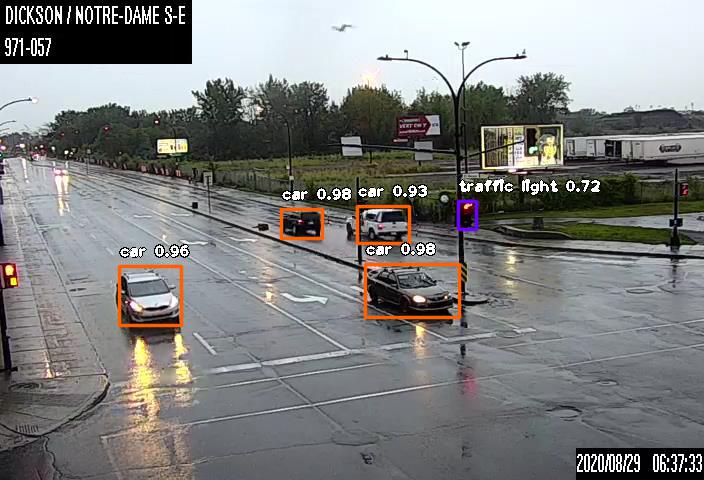 DICKSON / NOTRE-DAME S-E
971-057
car 0.98
car 0.93
traffic light 0.72
car 0.96
car 0.98
2020/08/29 06:37:33